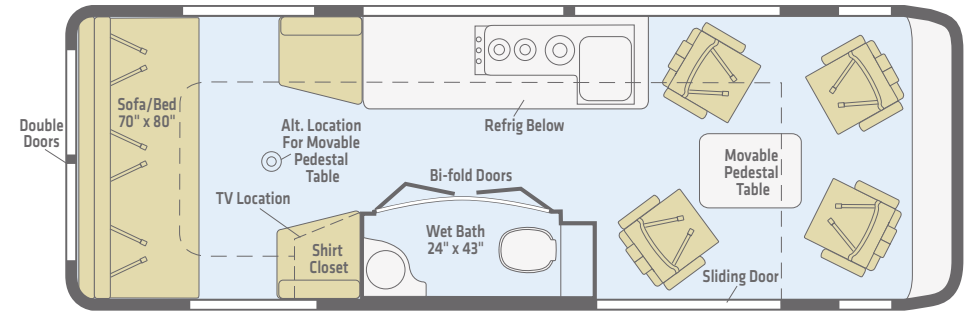 Sofa/Bed
70" x 80"
Double
Doors
Alt. Location
For Movable
Pedestal
Table
Refrig Below
Bi-fold Doors
Movable
Pedestal
Table
TV Location
Wet Bath
24" x 43"
Shirt
Closet
Sliding Door